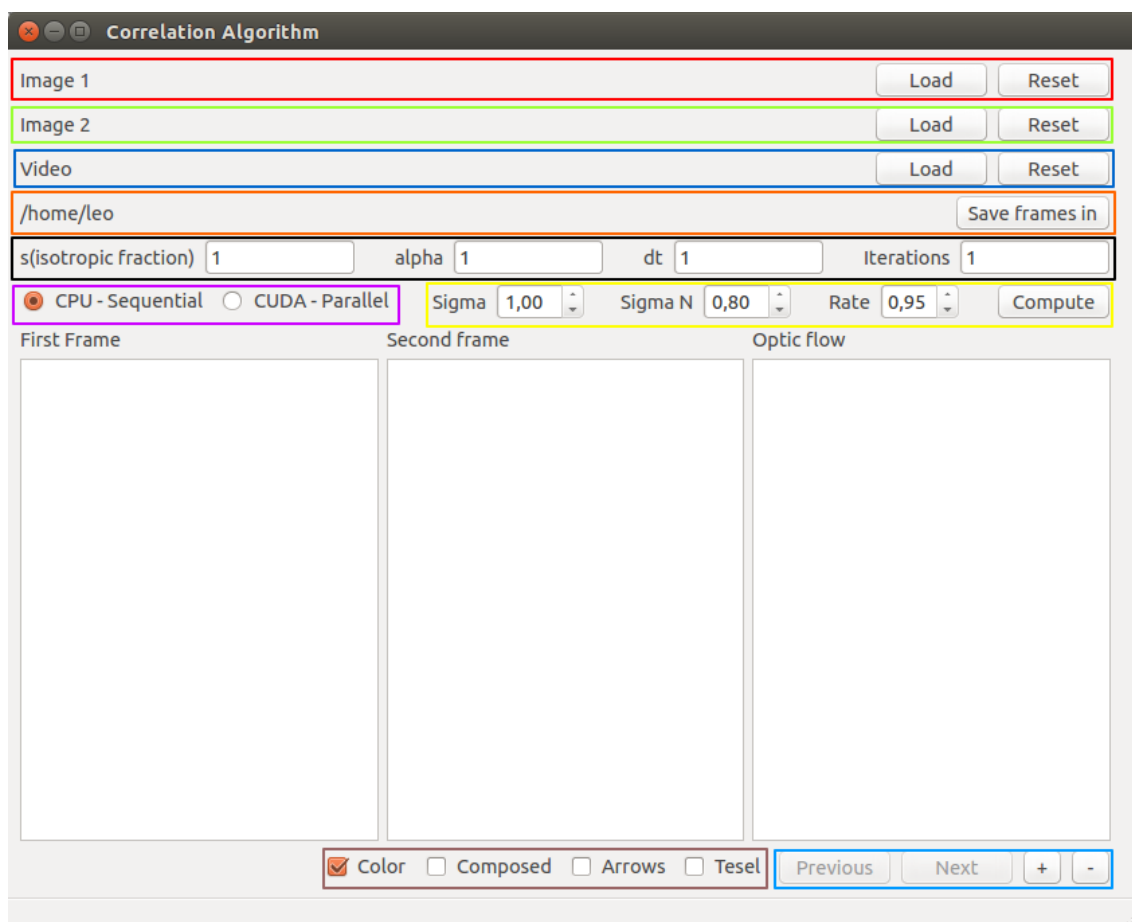 Correlation Algorithm
Image 1 Load Reset
Image 2 Load Reset
Video Load Reset
/home/leo Save frames in
s(isotropic fraction) 1 alpha 1 dt 1 Iterations 1
CPU - Sequential CUDA - Parallel Sigma 1,00 Sigma N 0,80 Rate 0,95 Compute
First Frame Second frame Optic flow
Color Composed Arrows Tesel Previous Next + -